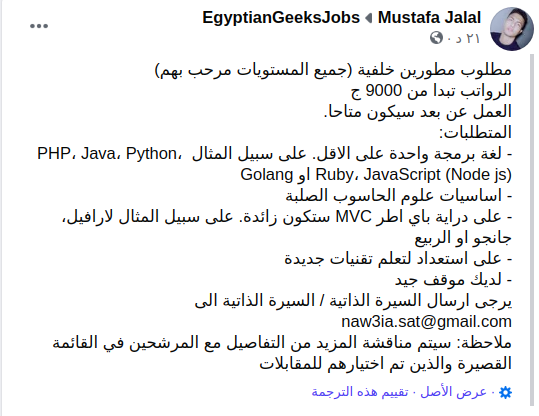 Mustafa Jalal ◂ EgyptianGeeksJobs
٢١ د ·
مطلوب مطورين خلفية (جميع المستويات مرحب بهم)
الرواتب تبدا من 9000 ج
العمل عن بعد سيكون متاحا.
المتطلبات:
- لغة برمجة واحدة على الاقل. على سبيل المثال PHP، Java، Python،
Ruby، JavaScript (Node js) او Golang
- اساسيات علوم الحاسوب الصلبة
- على دراية باي اطر MVC ستكون زائدة. على سبيل المثال لارافيل،
جانجو او الربيع
- على استعداد لتعلم تقنيات جديدة
- لديك موقف جيد
يرجى ارسال السيرة الذاتية / السيرة الذاتية الى
naw3ia.sat@gmail.com
ملاحظة: سيتم مناقشة المزيد من التفاصيل مع المرشحين في القائمة
القصيرة والذين تم اختيارهم للمقابلات
· عرض الأصل · تقييم هذه الترجمة